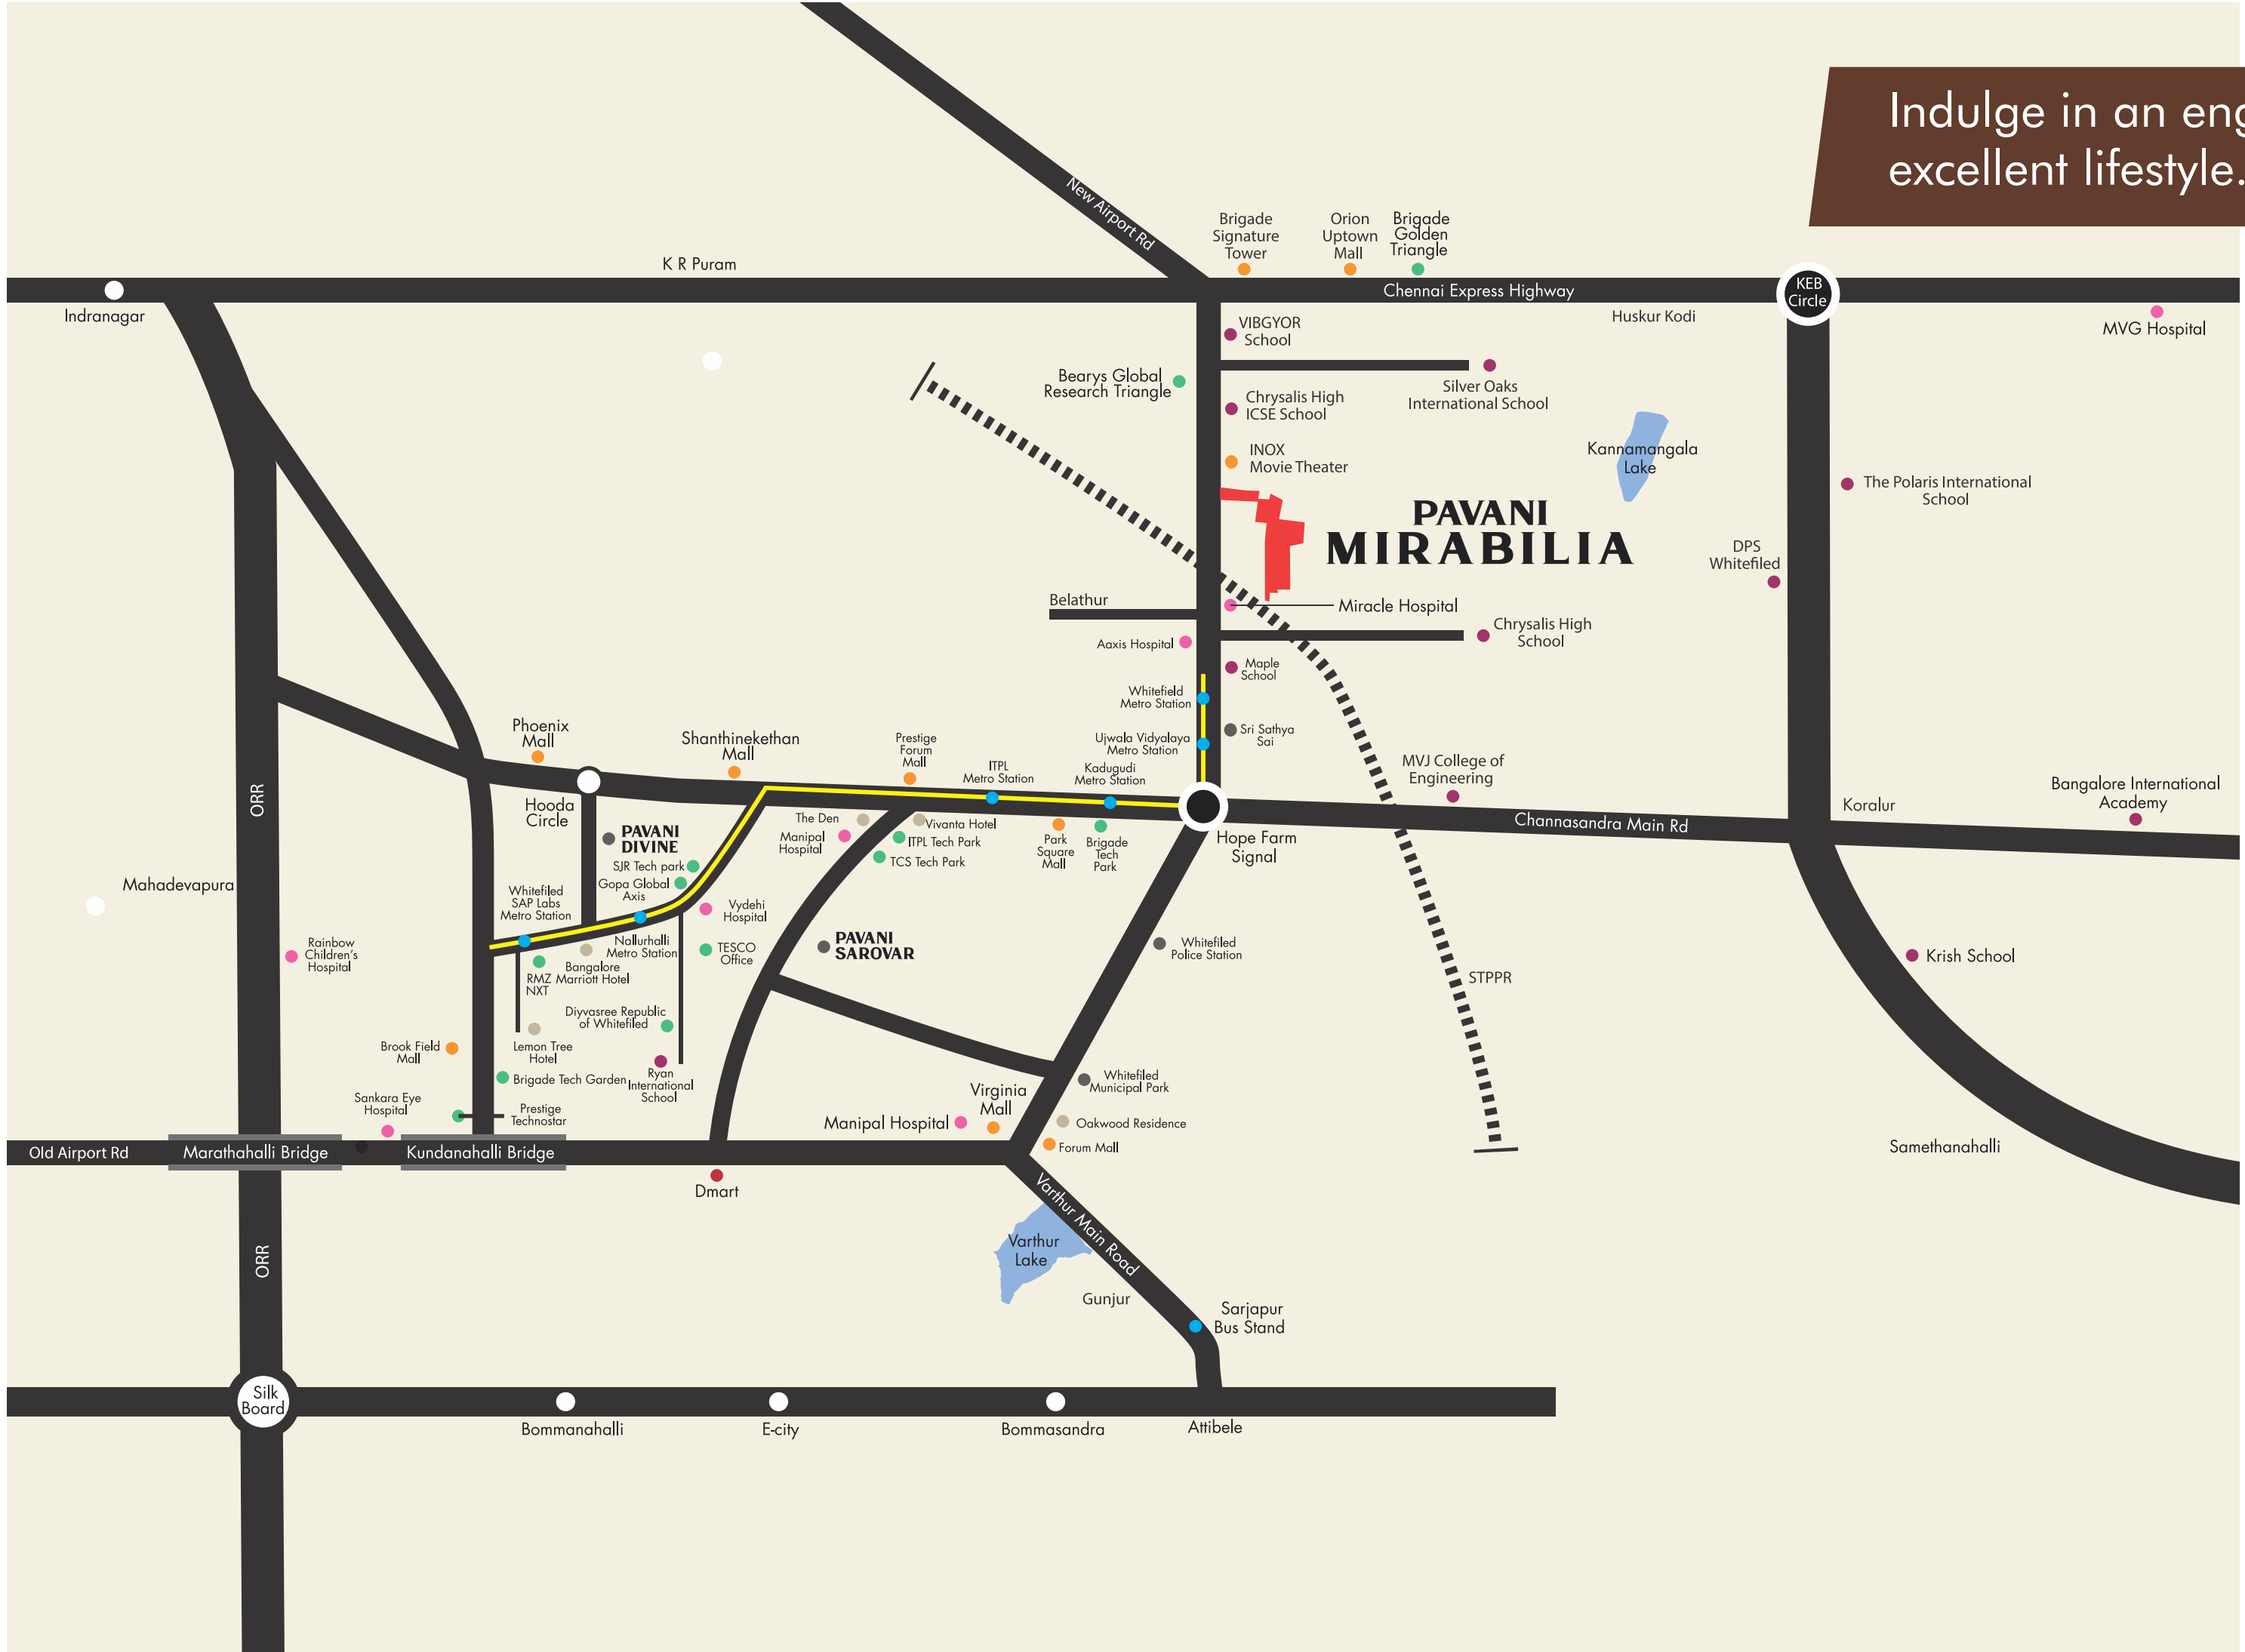 Indulge in an eng
excellent lifestyle.
New Airport Rd
Brigade
Signature
Tower
Orion
Uptown
Mall
Brigade
Golden
Triangle
K R Puram
Chennai Express Highway
KEB
Circle
Indranagar
Huskur Kodi
MVG Hospital
VIBGYOR
School
Bearys Global
Research Triangle
Silver Oaks
International School
Chrysalis High
ICSE School
INOX
Movie Theater
Kannamangala
Lake
The Polaris International
School
PAVANI
MIRABILIA
DPS
Whitefiled
Belathur
Miracle Hospital
Aaxis Hospital
Chrysalis High
School
Maple
School
Whitefield
Metro Station
Sri Sathya
Sai
Ujwala Vidyalaya
Metro Station
Phoenix
Mall
Shanthinekethan
Mall
Prestige
Forum
Mall
ITPL
Metro Station
Kadugudi
Metro Station
MVJ College of
Engineering
Bangalore International
Academy
ORR
Hooda
Circle
PAVANI
DIVINE
The Den
Manipal
Hospital
Vivanta Hotel
ITPL Tech Park
TCS Tech Park
Park
Square
Mall
Brigade
Tech
Park
Hope Farm
Signal
Channasandra Main Rd
Koralur
SJR Tech park
Gopa Global
Axis
Mahadevapura
Whitefiled
SAP Labs
Metro Station
Vydehi
Hospital
Rainbow
Children's
Hospital
Nallurhalli
Metro Station
TESCO
Office
PAVANI
SAROVAR
Whitefiled
Police Station
Krish School
RMZ
NXT
Bangalore
Marriott Hotel
STPPR
Diyvasree Republic
of Whitefiled
Brook Field
Mall
Lemon Tree
Hotel
Brigade Tech Garden
Ryan
International
School
Whitefiled
Municipal Park
Sankara Eye
Hospital
Prestige
Technostar
Virginia
Mall
Manipal Hospital
Oakwood Residence
Forum Mall
Samethanahalli
Old Airport Rd
Marathahalli Bridge
Kundanahalli Bridge
Dmart
Varthur Main Road
Varthur
Lake
ORR
Gunjur
Sarjapur
Bus Stand
Silk
Board
Bommanahalli
E-city
Bommasandra
Attibele